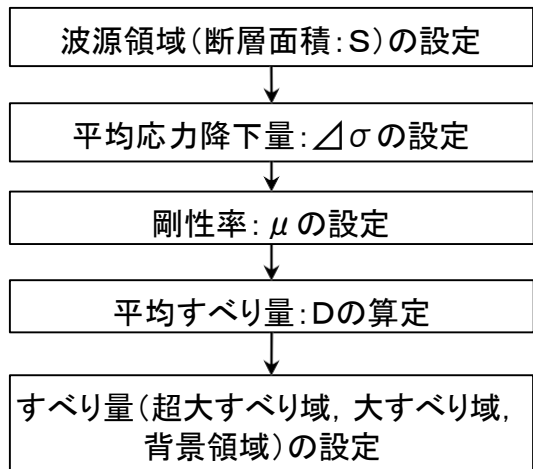 波源領域(断層面積:S)の設定
平均応力降下量:⊿σの設定
剛性率:μの設定
平均すべり量:Dの算定
すべり量(超大すべり域,大すべり域,
背景領域)の設定